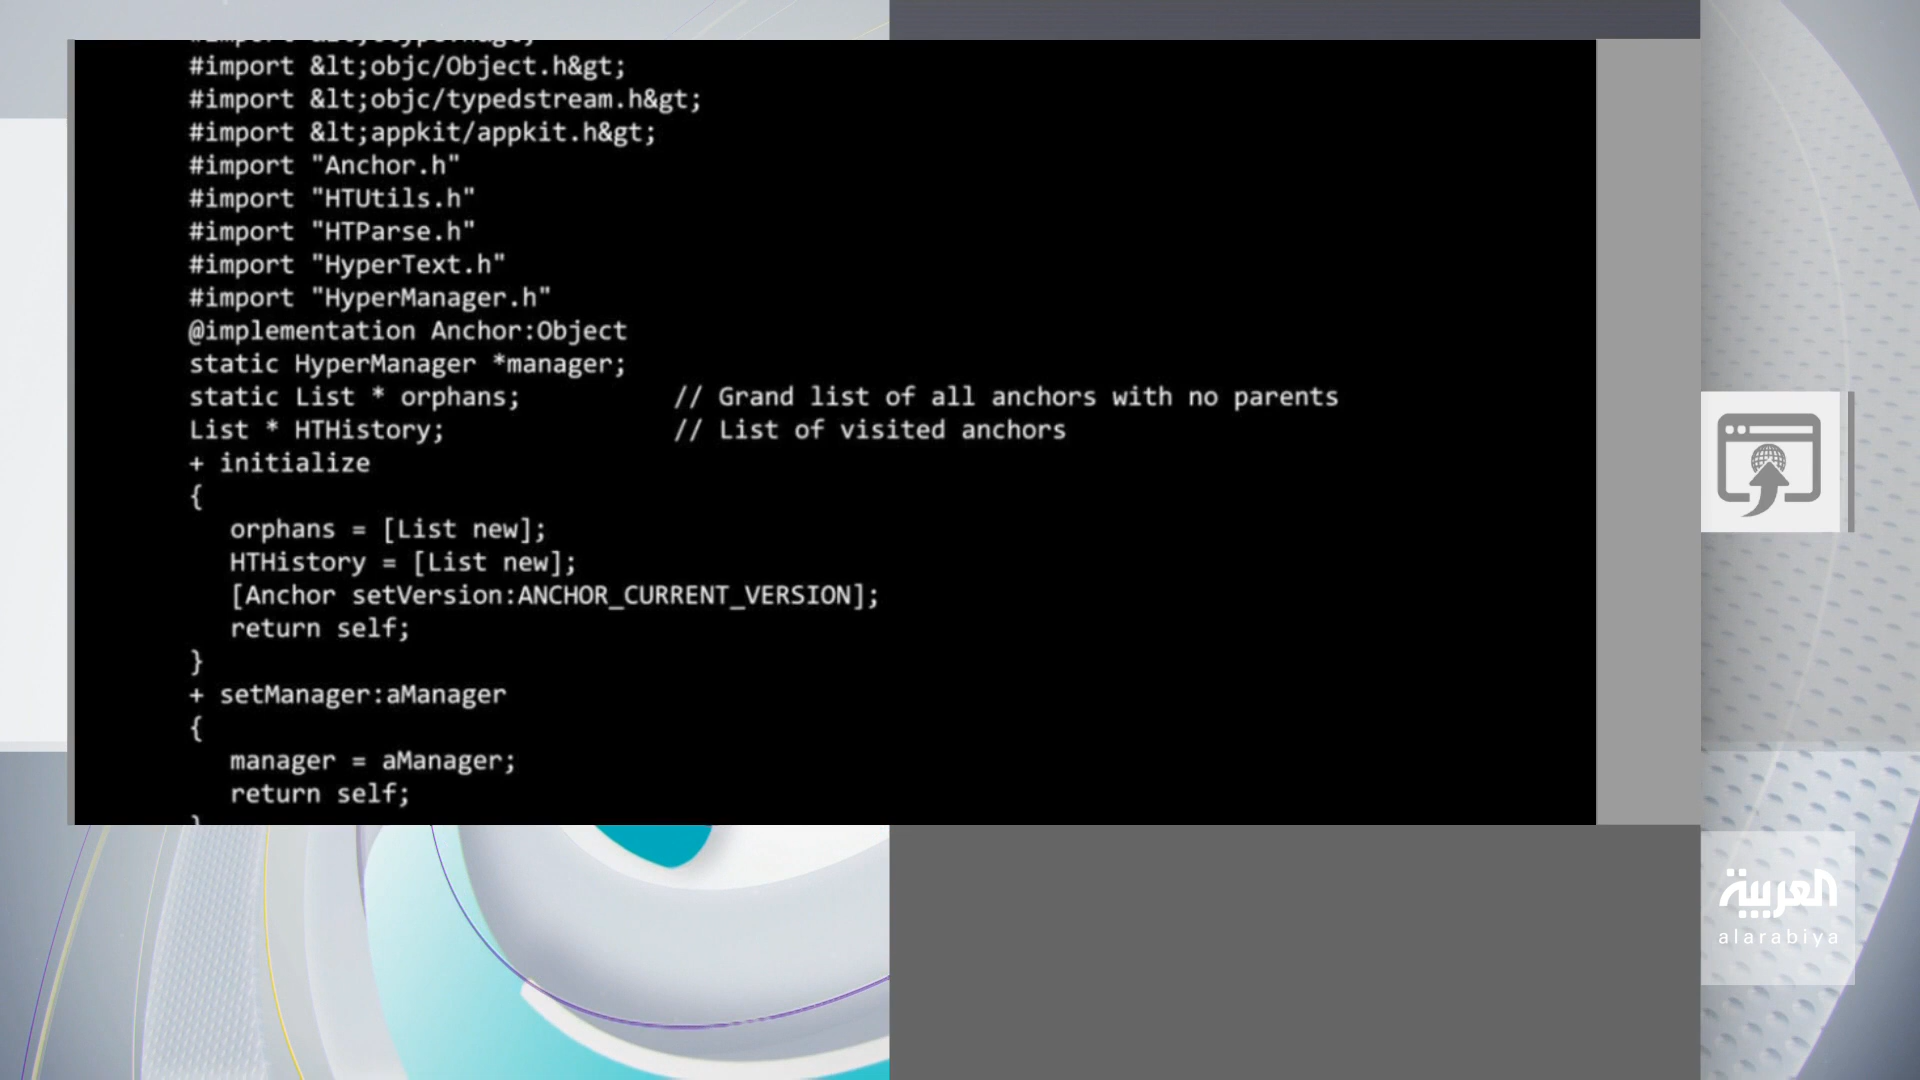 #import &lt;objc/Object.h&gt;
#import &lt;objc/typedstream.h&gt;
#import &lt;appkit/appkit.h&gt;
#import "Anchor.h"
#import "HTUtils.h"
#import "HTParse.h"
#import "HyperText.h"
#import "HyperManager.h"
@implementation Anchor:Object
static HyperManager *manager;
static List * orphans; // Grand list of all anchors with no parents
List * HTHistory; // List of visited anchors
+ initialize
{
orphans = [List new];
HTHistory = [List new];
[Anchor setVersion:ANCHOR_CURRENT_VERSION];
return self;
}
+ setManager:aManager
{
manager = aManager;
return self;
}
العربية
alarabiya